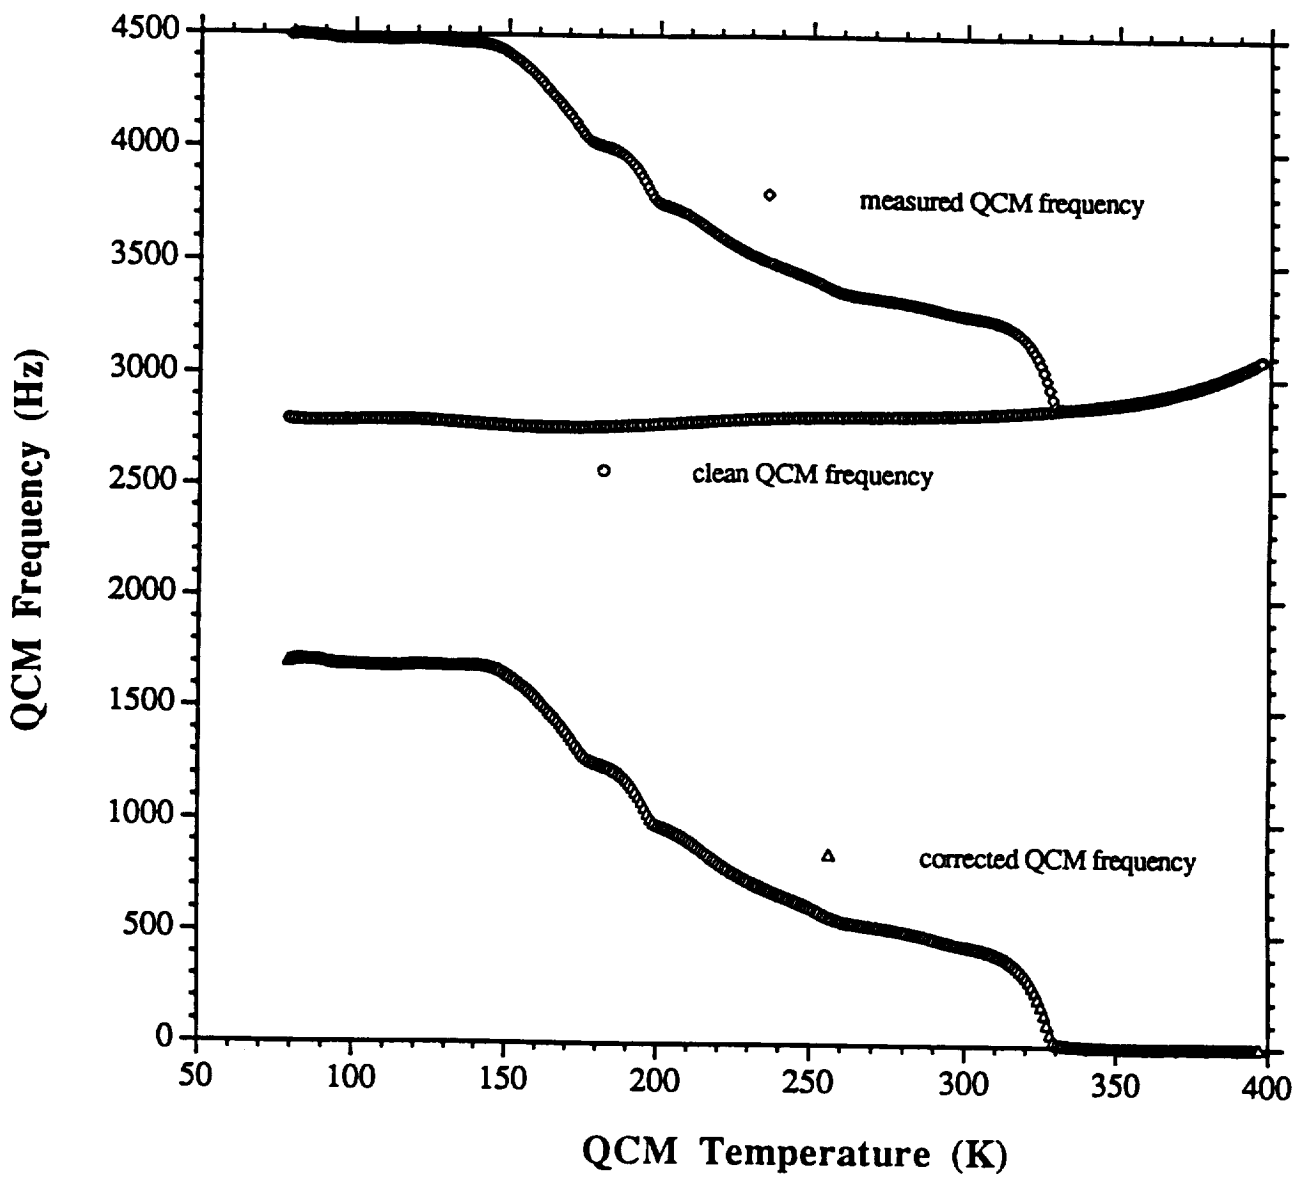 4500
4000
measured QCM frequency
3500
3000
clean QCM frequency
2500
2000
1500
1000
corrected QCM frequency
500
0
50 100 150 200 250 300 350 400
QCM Frequency (Hz)
QCM Temperature (K)